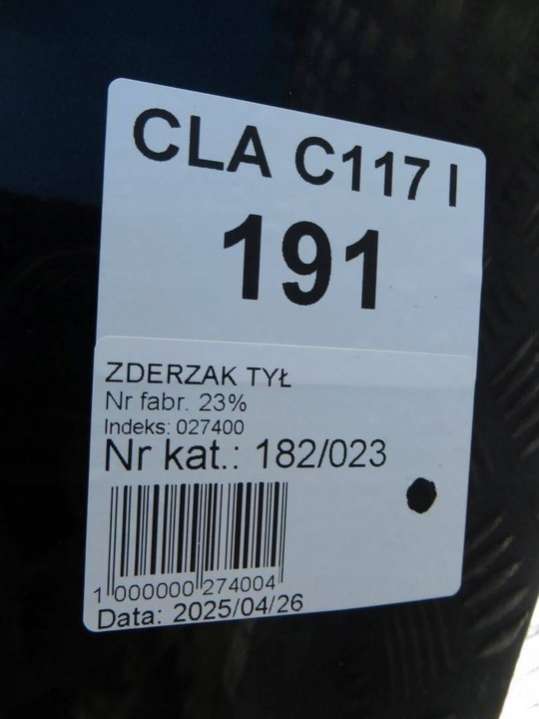 CLA C117 I
191
ZDERZAK TYŁ
Nr fabr. 23%
Indeks: 027400
Nr kat.: 182/023
1 000000 274004
Data: 2025/04/26